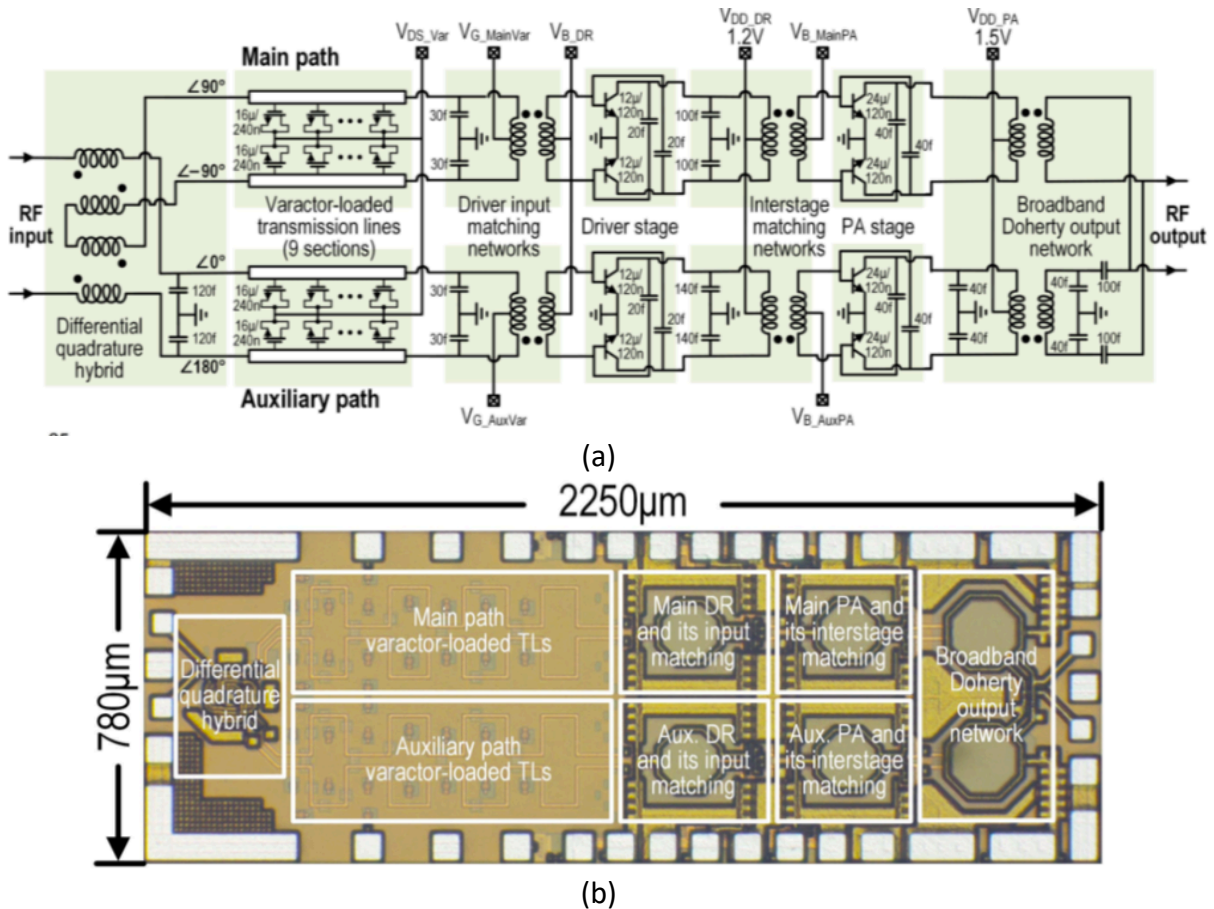 V_DS_Var
V_G_MainVar
V_B_DR
V_DD_DR
1.2V
V_B_MainPA
V_DD_PA
1.5V
Main path
∠90°
16μ/
240n
16μ/
240n
∠−90°
30f
30f
12μ/
120n
12μ/
120n
20f
20f
100f
100f
24μ/
120n
24μ/
120n
40f
40f
RF
input
Varactor-loaded
transmission lines
(9 sections)
Driver input
matching
networks
Driver stage
Interstage
matching
networks
PA stage
Broadband
Doherty output
network
RF
output
∠0°
120f
120f
16μ/
240n
16μ/
240n
30f
30f
12μ/
120n
12μ/
120n
20f
20f
140f
140f
24μ/
120n
24μ/
120n
40f
40f
40f
40f
40f
40f
100f
100f
Differential
quadrature
hybrid
∠180°
Auxiliary path
V_G_AuxVar
V_B_AuxPA
(a)
2250μm
780μm
Differential
quadrature
hybrid
Main path
varactor-loaded TLs
Main DR
and its input
matching
Main PA and
its interstage
matching
Broadband
Doherty
output
network
Auxiliary path
varactor-loaded TLs
Aux. DR
and its input
matching
Aux. PA and
its interstage
matching
(b)